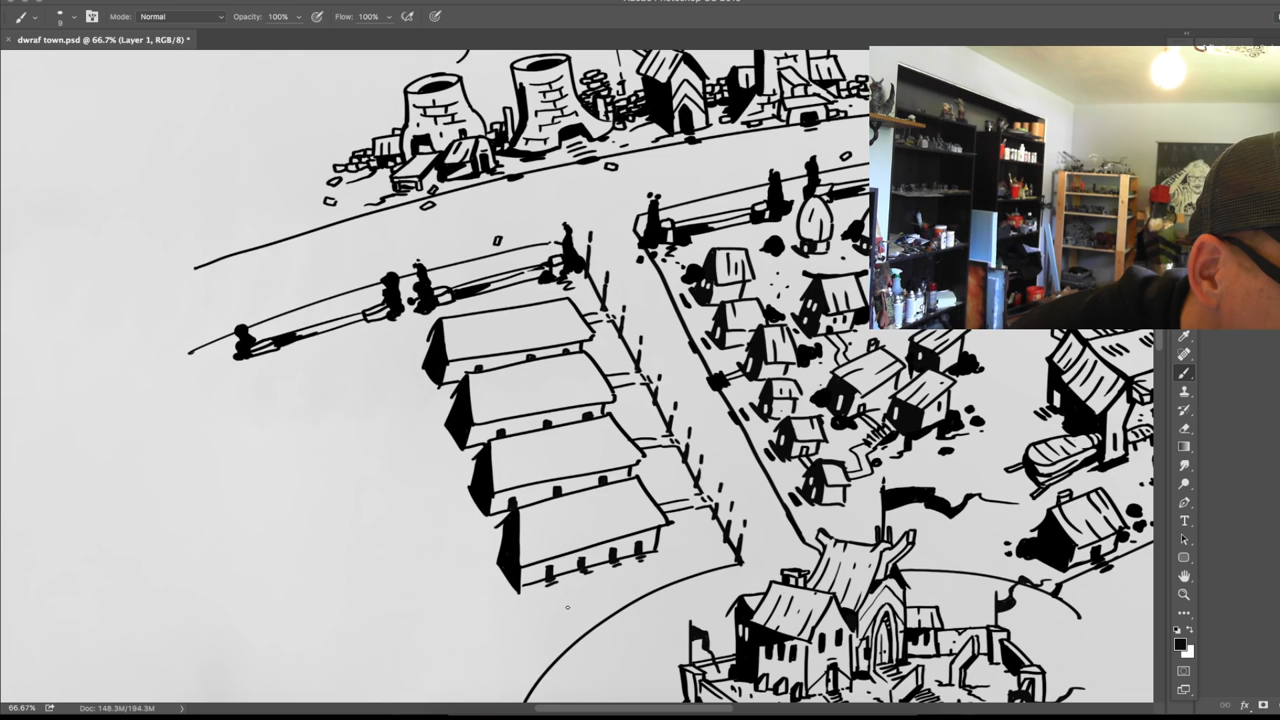 Mode: Normal Opacity: 100% Flow: 100%
9
dwraf town.psd @ 66.7% (Layer 1, RGB/8) *
66.67% Doc: 148.3M/194.3M